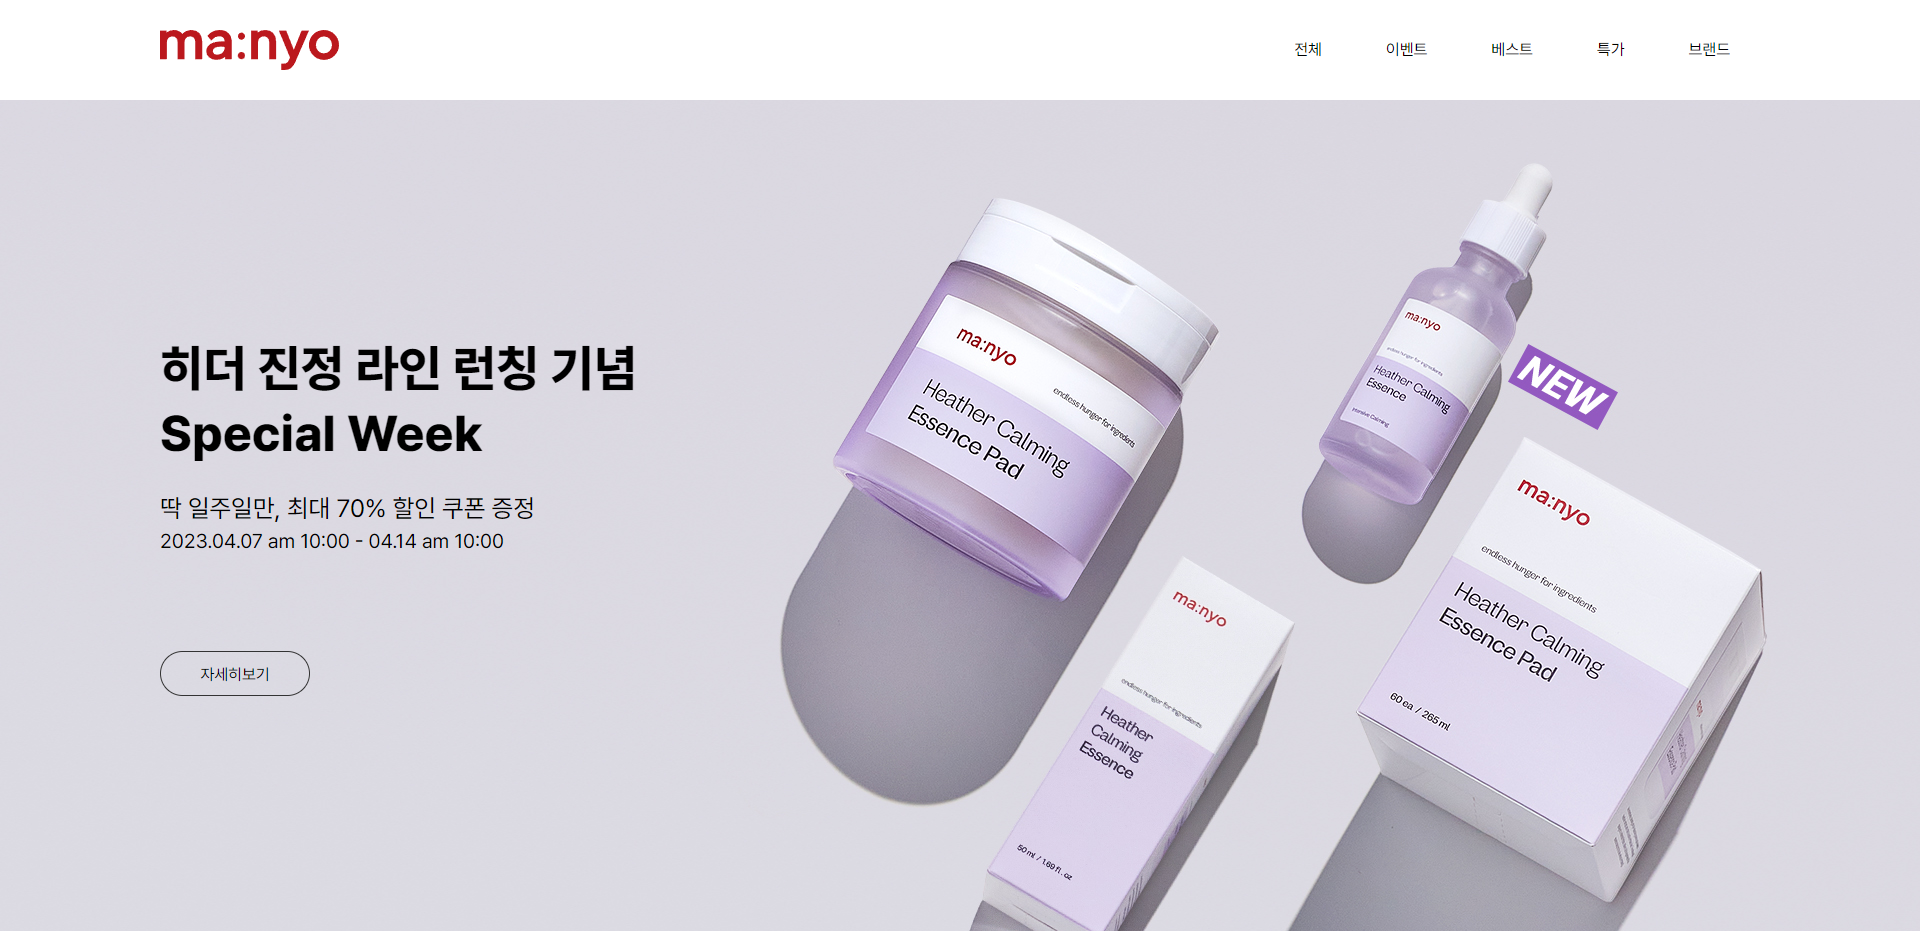 ma:nyo
전체 이벤트 베스트 특가 브랜드
히더 진정 라인 런칭 기념
Special Week
딱 일주일만, 최대 70% 할인 쿠폰 증정
2023.04.07 am 10:00 - 04.14 am 10:00
자세히보기
ma:nyo
endless hunger for ingredients
Heather Calming
Essence Pad
ma:nyo
endless hunger for ingredients
Heather Calming
Essence
Intensive Calming
NEW
ma:nyo
endless hunger for ingredients
Heather
Calming
Essence
50 ml / 1.69 fl. oz
ma:nyo
endless hunger for ingredients
Heather Calming
Essence Pad
60 ea / 265 ml